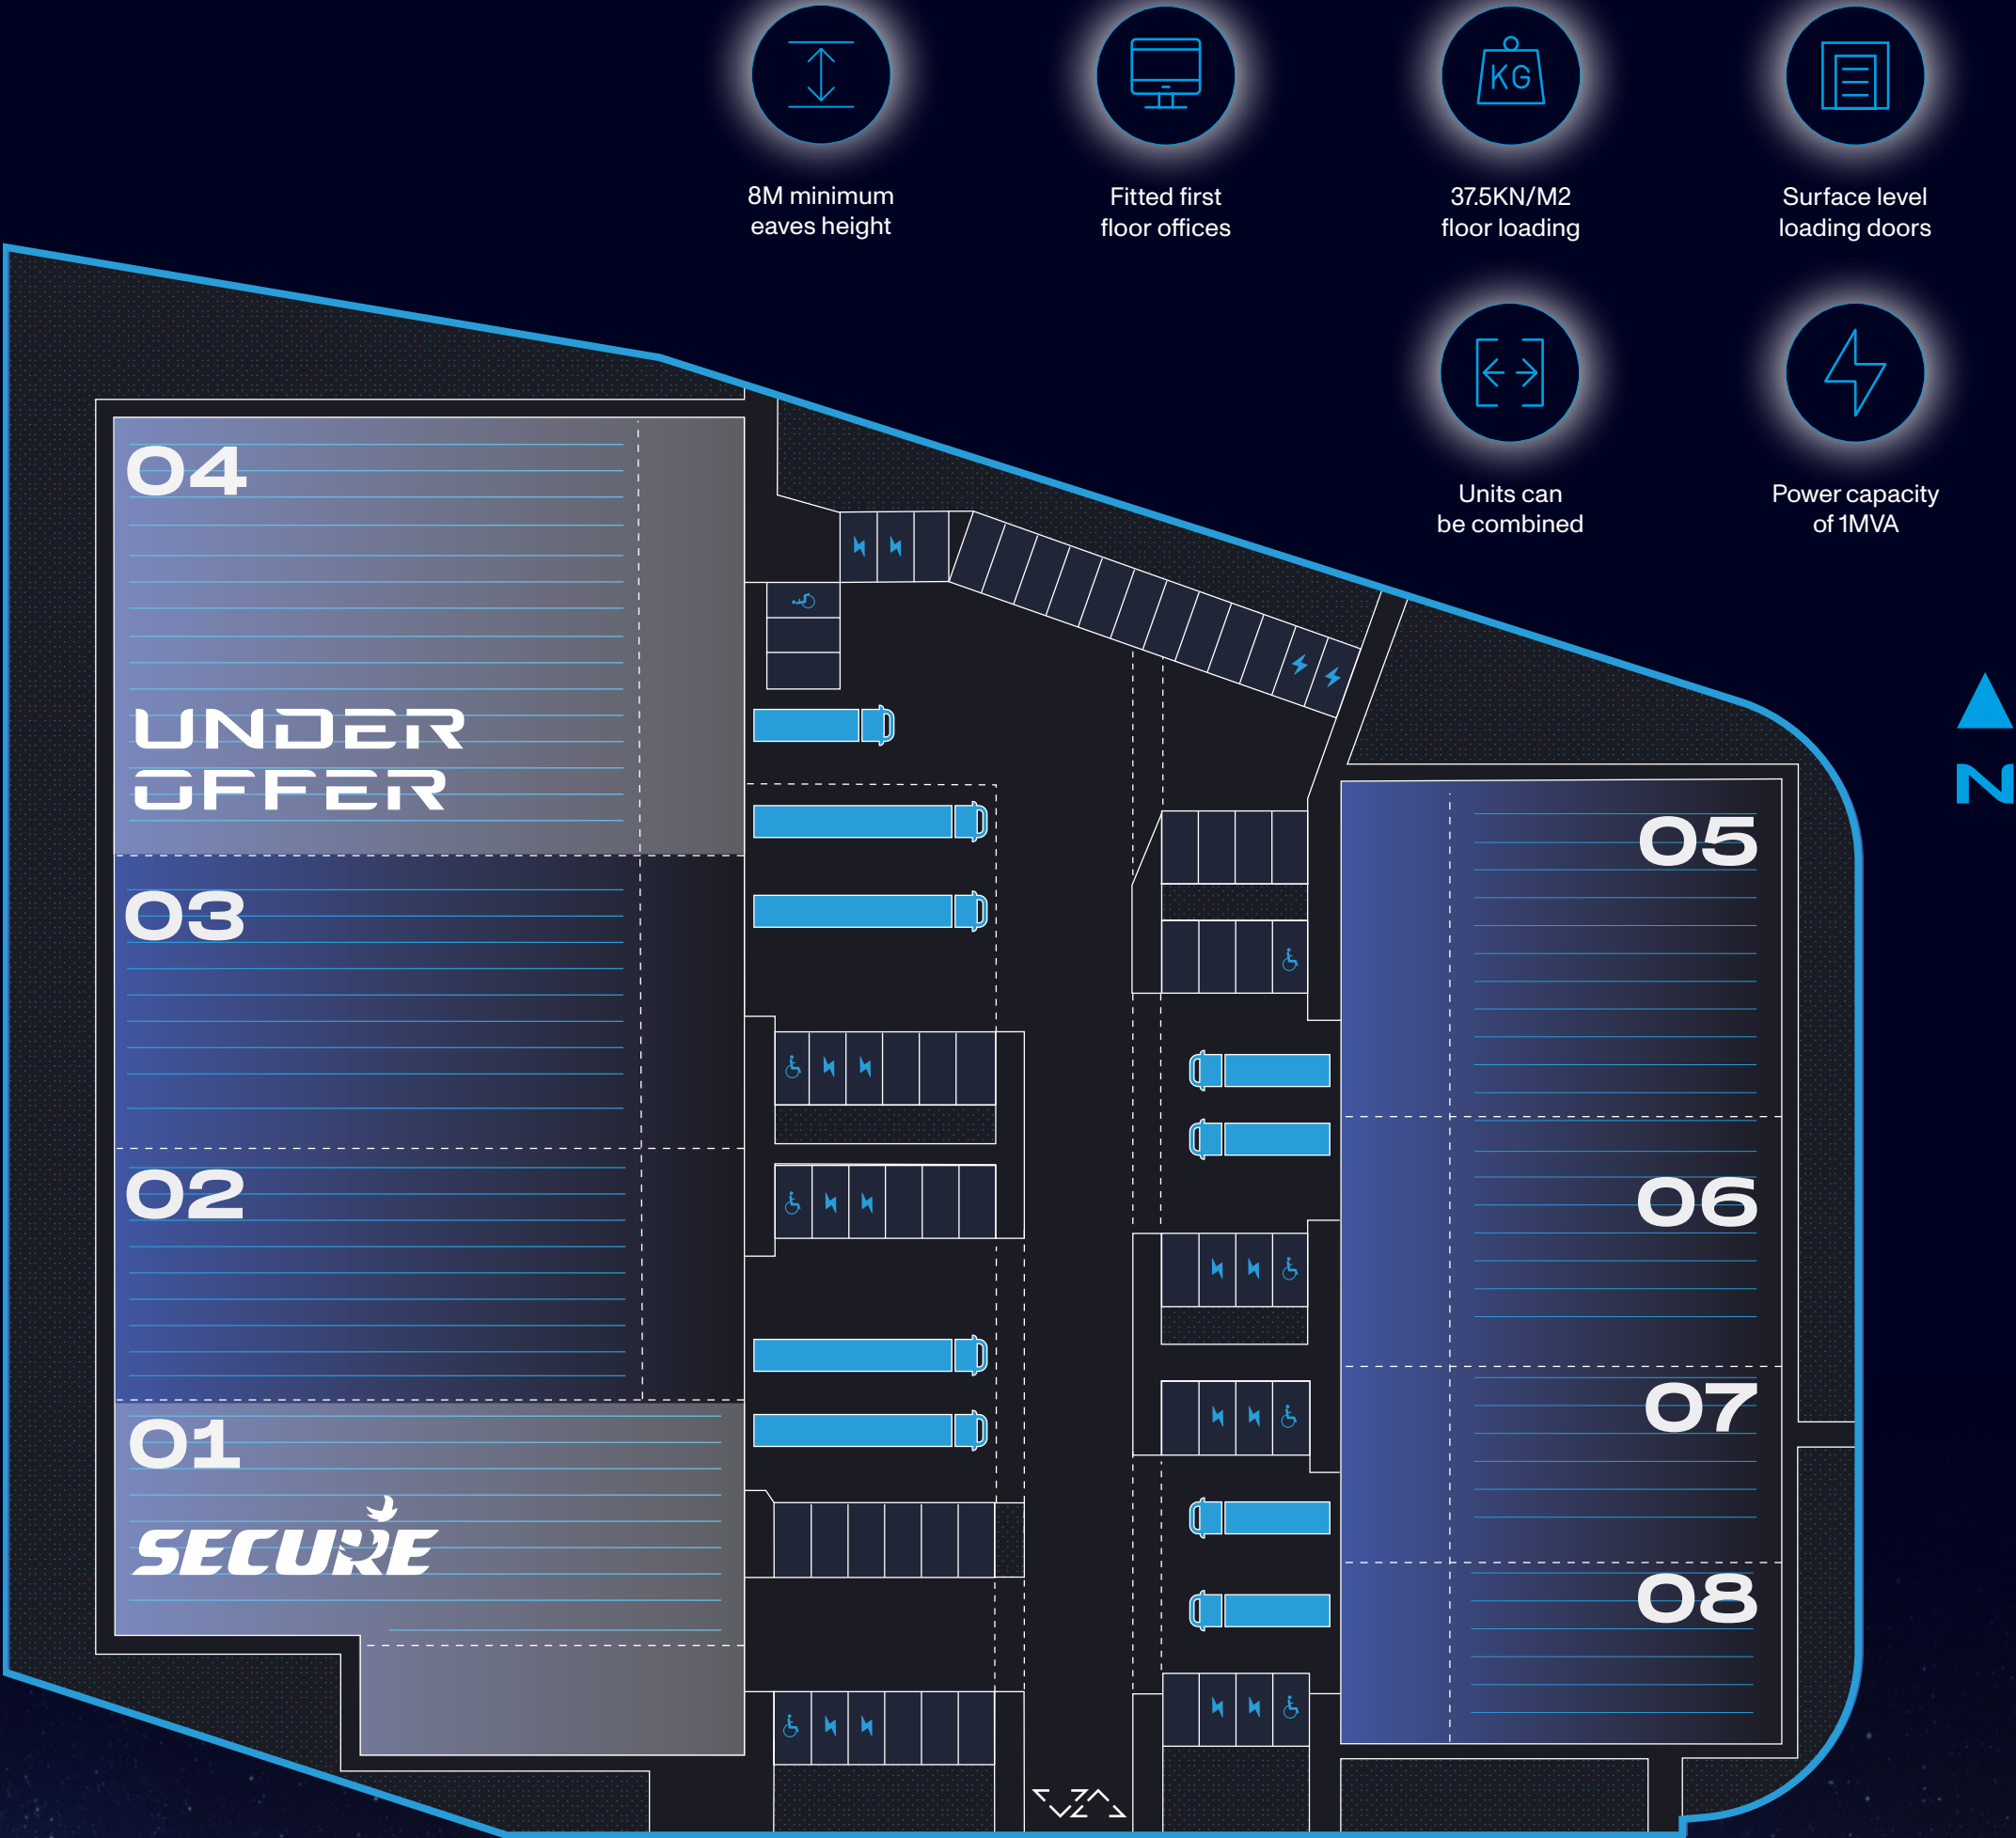 KG
8M minimum
eaves height
Fitted first
floor offices
37.5KN/M2
floor loading
Surface level
loading doors
Units can
be combined
Power capacity
of 1MVA
N
04
UNDER
OFFER
03
02
01
SECURE
05
06
07
08